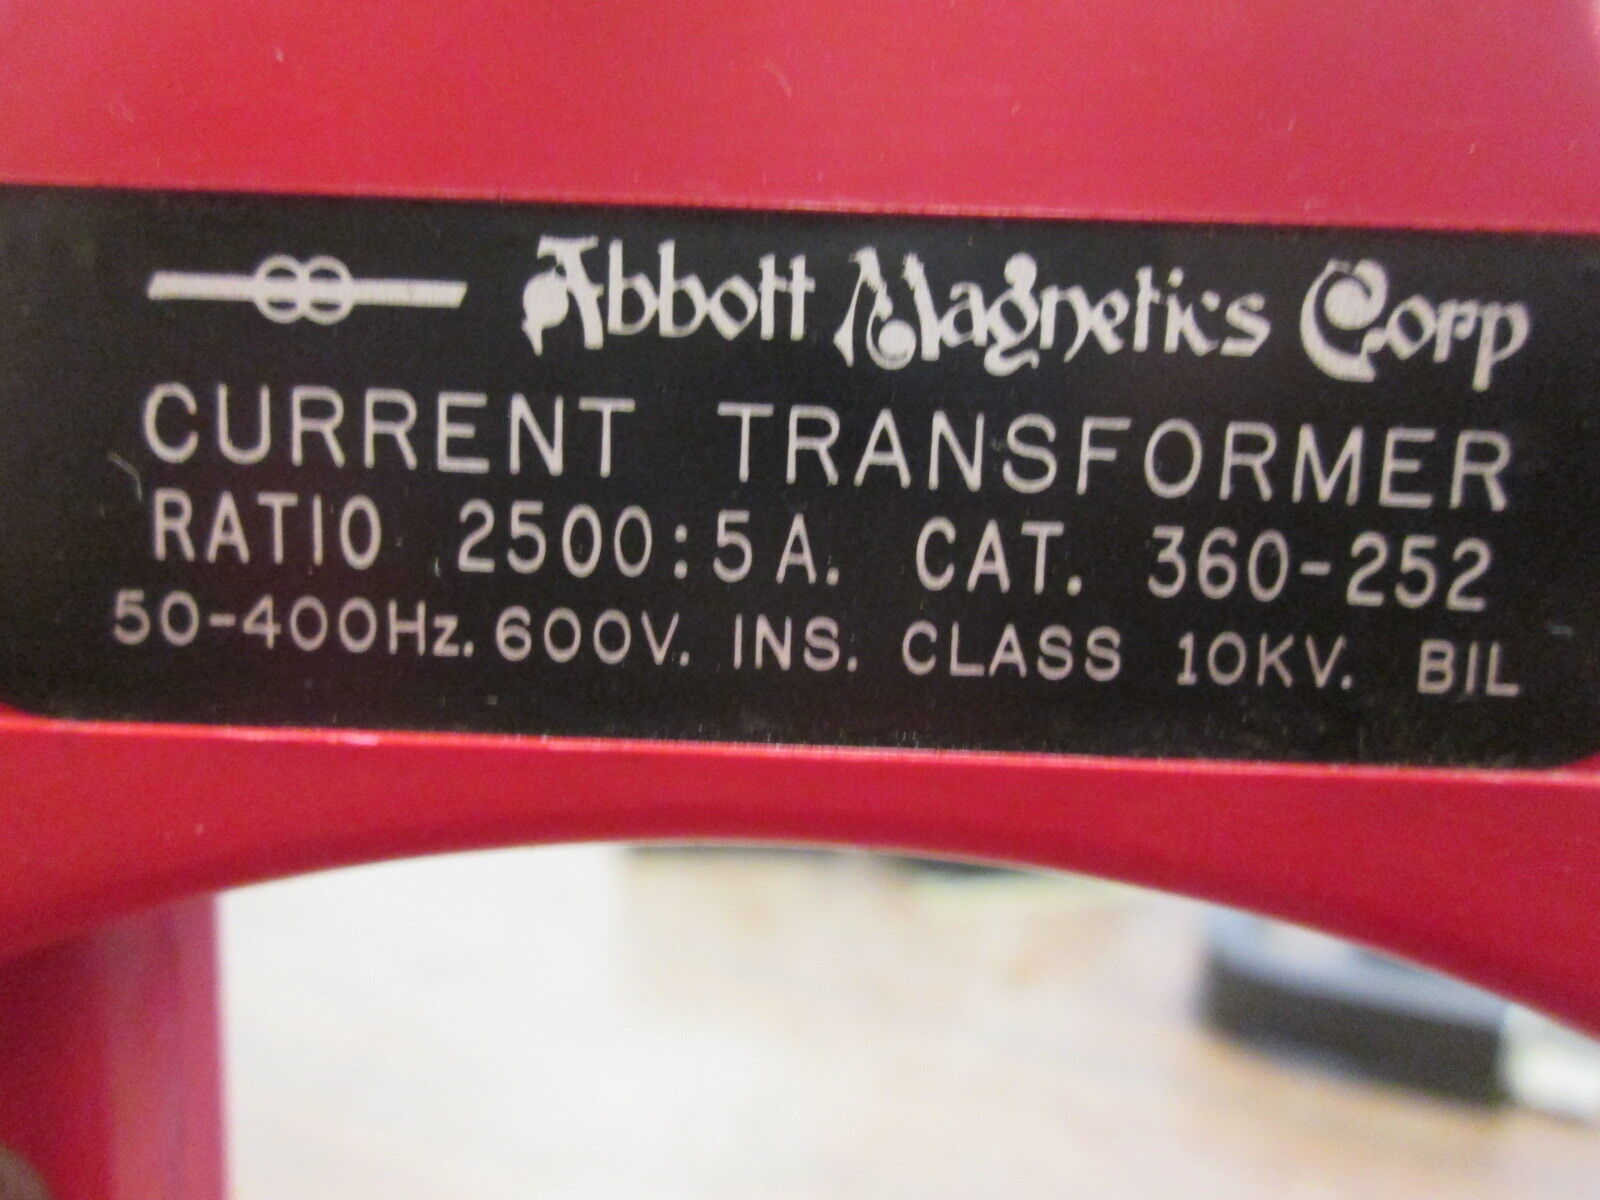 Abbott Magnetics Corp
CURRENT TRANSFORMER
RATIO 2500:5A. CAT. 360-252
50-400Hz. 600V. INS. CLASS 10KV. BIL